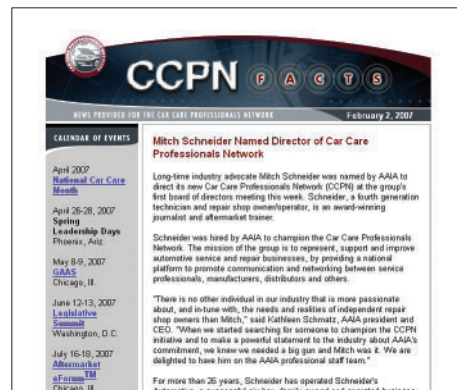 CCPN FACTS
NEWS PROVIDED FOR THE CAR CARE PROFESSIONALS NETWORK
February 2, 2007
CALENDAR OF EVENTS
April 2007
National Car Care
Month
April 26-28, 2007
Spring
Leadership Days
Phoenix, Ariz.
May 8-9, 2007
GAAS
Chicago, Ill.
June 12-13, 2007
Legislative
Summit
Washington, D.C.
July 16-18, 2007
Aftermarket
eForum™
Chicago, Ill.
Mitch Schneider Named Director of Car Care
Professionals Network
Long-time industry advocate Mitch Schneider was named by AAIA to
direct its new Car Care Professionals Network (CCPN) at the group's
first board of directors meeting this week. Schneider, a fourth generation
technician and repair shop owner/operator, is an award-winning
journalist and aftermarket trainer.
Schneider was hired by AAIA to champion the Car Care Professionals
Network. The mission of the group is to represent, support and improve
automotive service and repair businesses, by providing a national
platform to promote communication and networking between service
professionals, manufacturers, distributors and others.
"There is no other individual in our industry that is more passionate
about, and in-tune with, the needs and realities of independent repair
shop owners than Mitch," said Kathleen Schmatz, AAIA president and
CEO. "When we started searching for someone to champion the CCPN
initiative and to make a powerful statement to the industry about AAIA's
commitment, we knew we needed a big gun and Mitch was it. We are
delighted to have him on the AAIA professional staff team."
For more than 26 years, Schneider has operated Schneider's